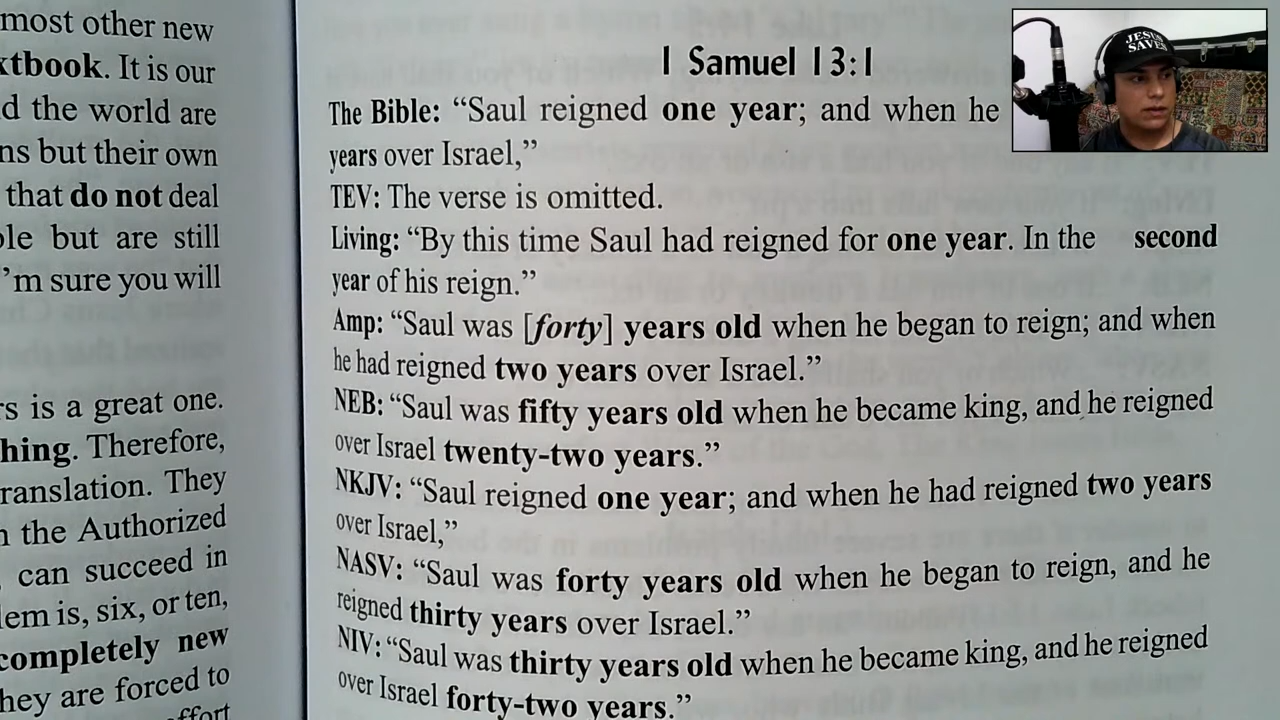 most other new
xtbook. It is our
d the world are
ns but their own
that do not deal
ole but are still
'm sure you will
rs is a great one.
hing. Therefore,
ranslation. They
n the Authorized
can succeed in
lem is, six, or ten,
completely new
hey are forced to
effort
1 Samuel 13:1
The Bible: “Saul reigned one year; and when he
years over Israel,”
TEV: The verse is omitted.
Living: “By this time Saul had reigned for one year. In the second
year of his reign.”
Amp: “Saul was [forty] years old when he began to reign; and when
he had reigned two years over Israel.”
NEB: “Saul was fifty years old when he became king, and he reigned
over Israel twenty-two years.”
NKJV: “Saul reigned one year; and when he had reigned two years
over Israel,”
NASV: “Saul was forty years old when he began to reign, and he
reigned thirty years over Israel.”
NIV: “Saul was thirty years old when he became king, and he reigned
over Israel forty-two years.”
JESUS
SAVES